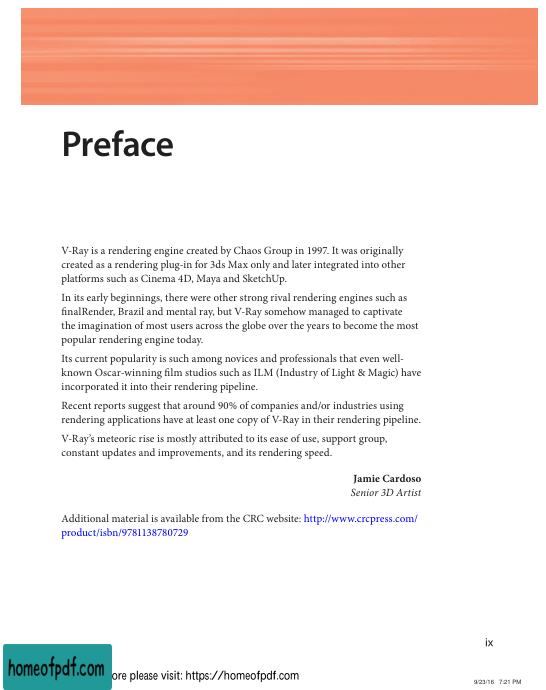 Preface
V-Ray is a rendering engine created by Chaos Group in 1997. It was originally
created as a rendering plug-in for 3ds Max only and later integrated into other
platforms such as Cinema 4D, Maya and SketchUp.
In its early beginnings, there were other strong rival rendering engines such as
finalRender, Brazil and mental ray, but V-Ray somehow managed to captivate
the imagination of most users across the globe over the years to become the most
popular rendering engine today.
Its current popularity is such among novices and professionals that even well-
known Oscar-winning film studios such as ILM (Industry of Light & Magic) have
incorporated it into their rendering pipeline.
Recent reports suggest that around 90% of companies and/or industries using
rendering applications have at least one copy of V-Ray in their rendering pipeline.
V-Ray's meteoric rise is mostly attributed to its ease of use, support group,
constant updates and improvements, and its rendering speed.
Jamie Cardoso
Senior 3D Artist
Additional material is available from the CRC website: http://www.crcpress.com/
product/isbn/9781138780729
ix
homeofpdf.com
ore please visit: https://homeofpdf.com
9/23/16 7:21 PM